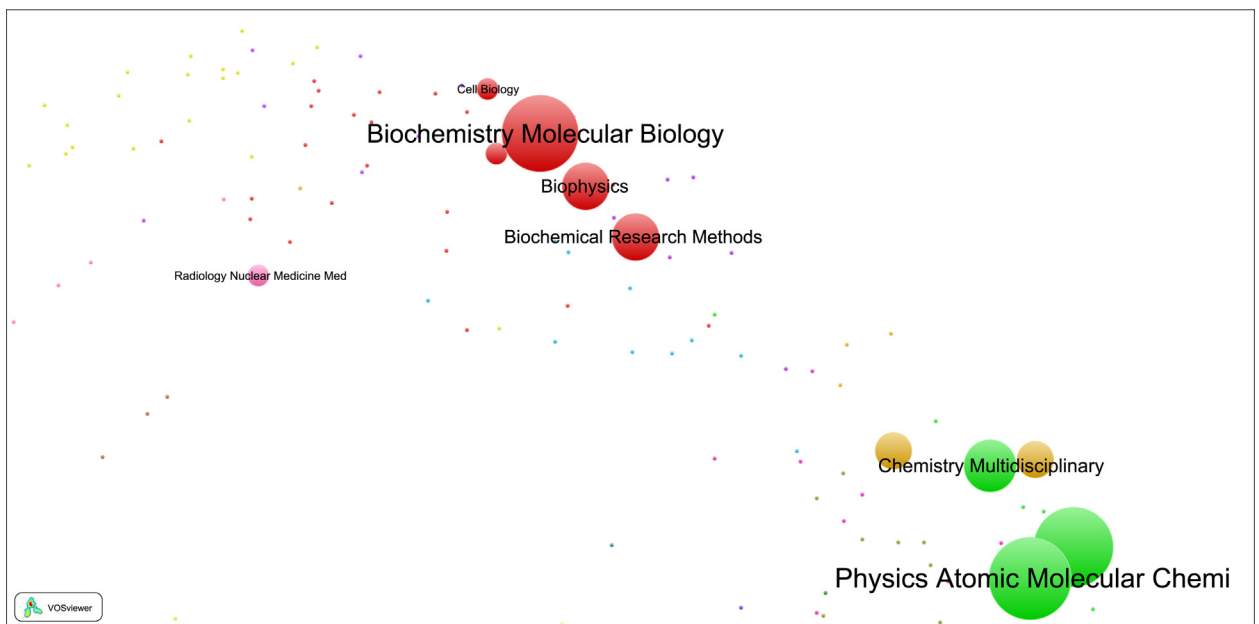 Cell Biology
Biochemistry Molecular Biology
Biophysics
Biochemical Research Methods
Radiology Nuclear Medicine Med
Chemistry Multidisciplinary
Physics Atomic Molecular Chemi
VOSviewer